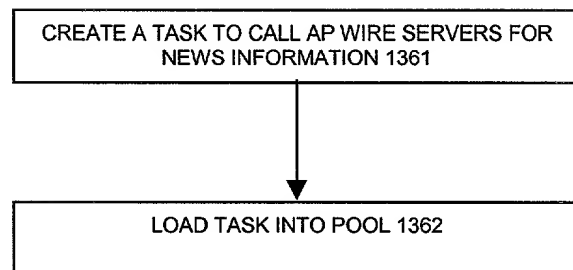 CREATE A TASK TO CALL AP WIRE SERVERS FOR
NEWS INFORMATION 1361
LOAD TASK INTO POOL 1362